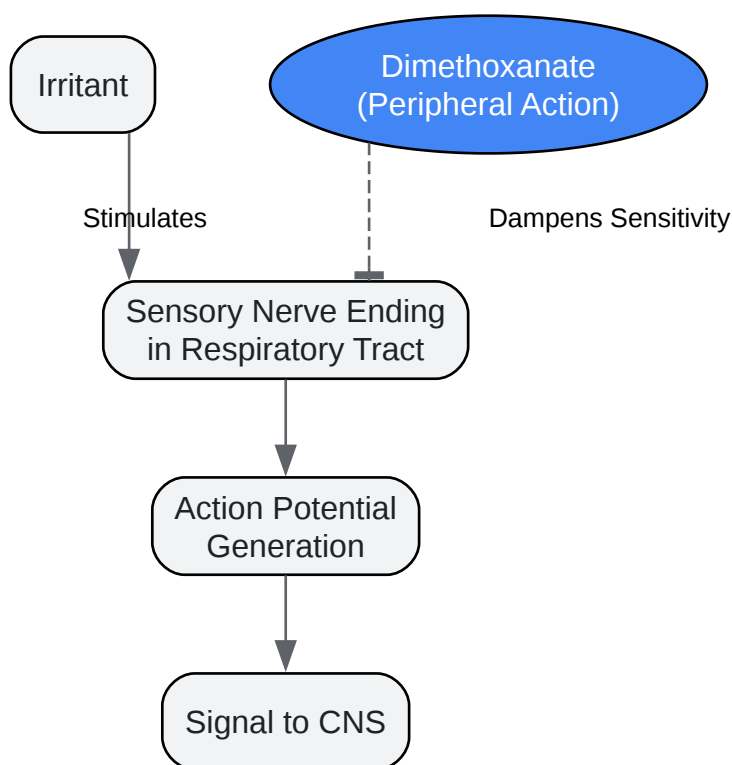 Irritant
Dimethoxanate
(Peripheral Action)
Stimulates
Dampens Sensitivity
Sensory Nerve Ending
in Respiratory Tract
Action Potential
Generation
Signal to CNS